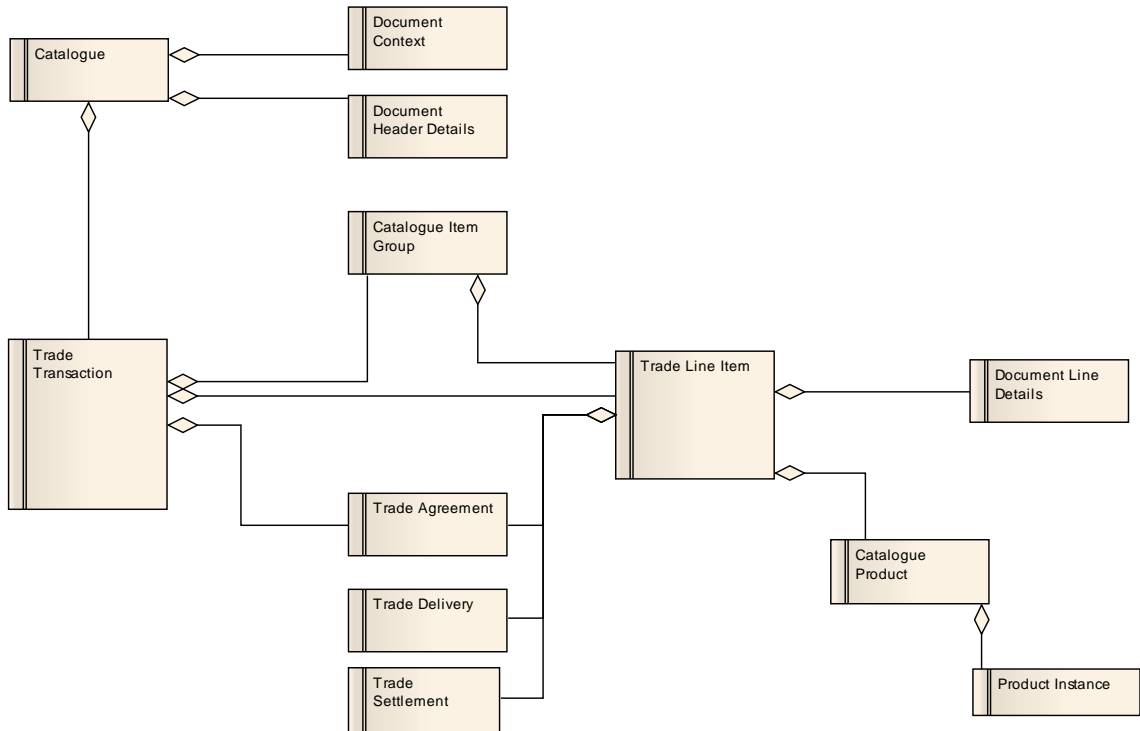 Document
Context
Catalogue
Document
Header Details
Catalogue Item
Group
Trade
Transaction
Trade Line Item
Document Line
Details
Trade Agreement
Catalogue
Product
Trade Delivery
Trade
Settlement
Product Instance